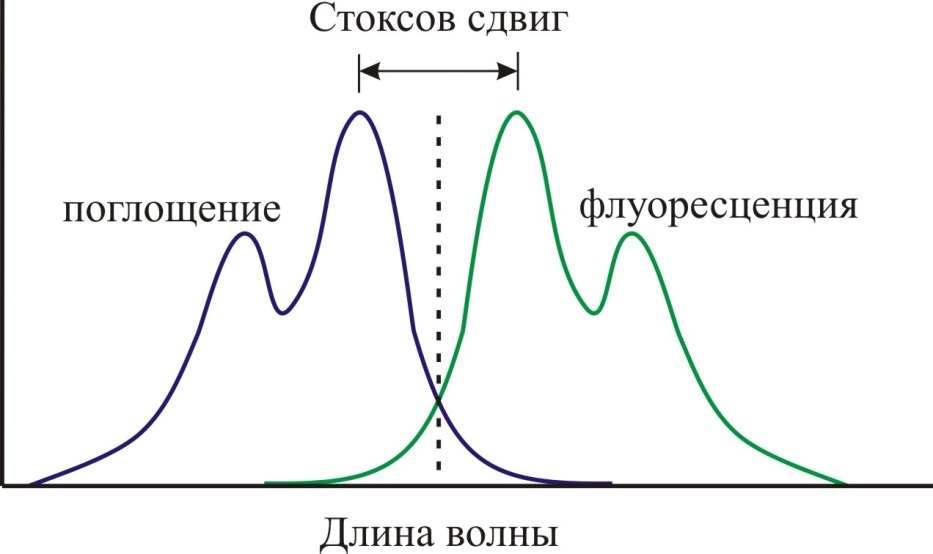 Стоксов сдвиг
поглощение
флуоресценция
Длина волны